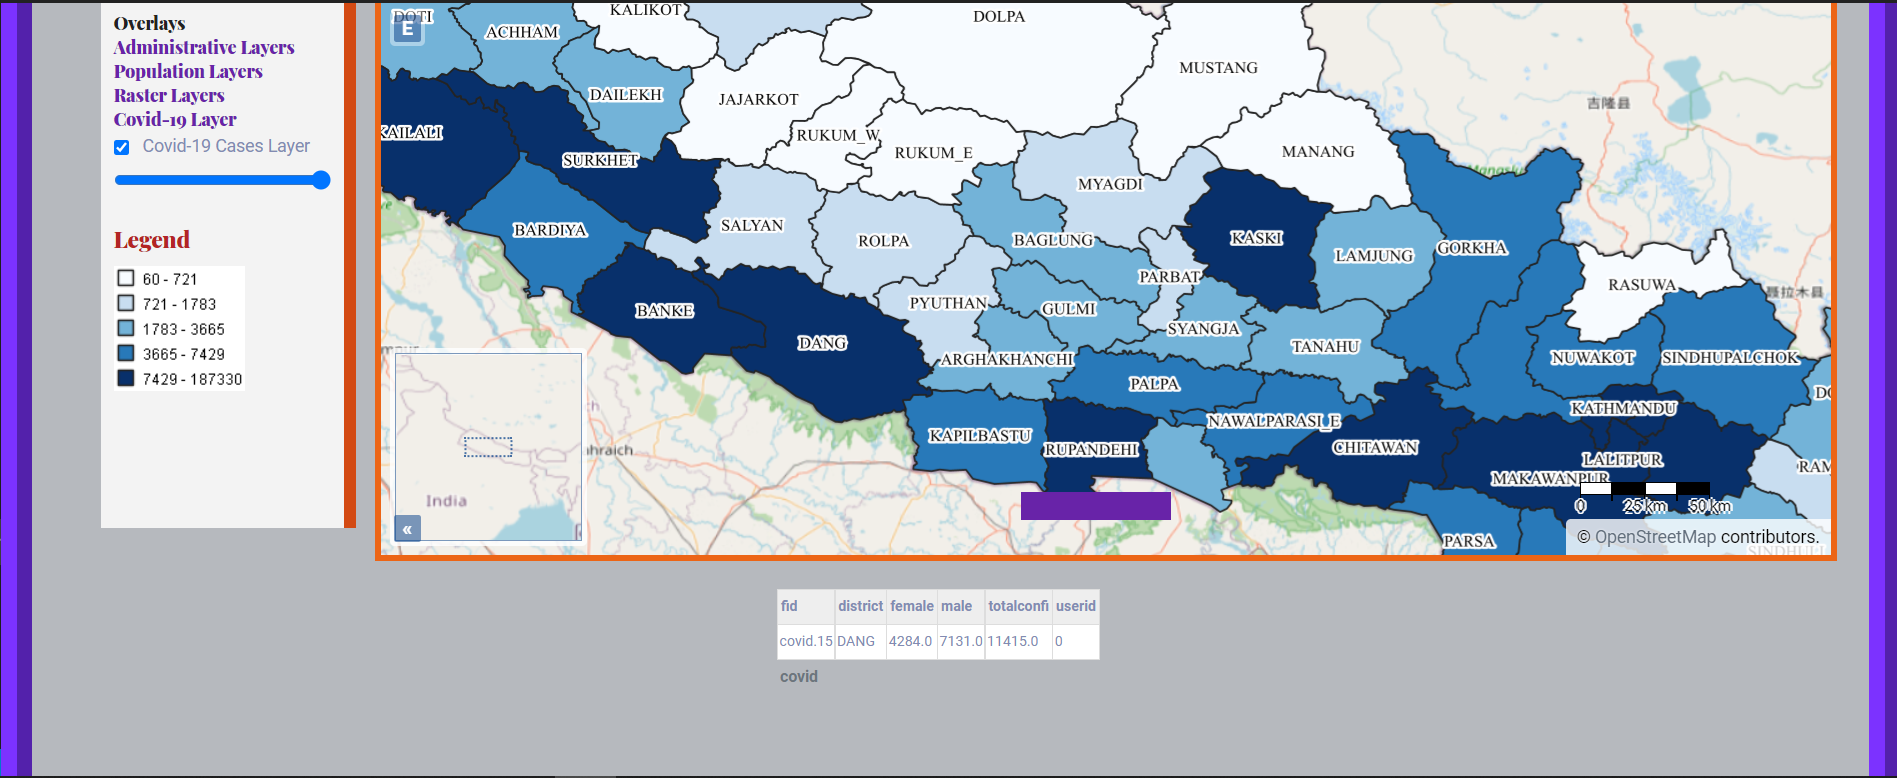 Overlays
Administrative Layers
Population Layers
Raster Layers
Covid-19 Layer
Covid-19 Cases Layer
Legend
60 - 721
721 - 1783
1783 - 3665
3665 - 7429
7429 - 187330
DOTI
E
ACHHAM
KALIKOT
DOLPA
MUSTANG
DAILEKH
JAJARKOT
吉隆县
KAILALI
SURKHET
RUKUM_W
RUKUM_E
MANANG
MYAGDI
BARDIYA
SALYAN
ROLPA
BAGLUNG
KASKI
LAMJUNG
GORKHA
PARBAT
RASUWA
聂拉木县
BANKE
PYUTHAN
GULMI
SYANGJA
DANG
ARGHAKHANCHI
TANAHU
NUWAKOT
SINDHUPALCHOK
PALPA
KAPILBASTU
RUPANDEHI
NAWALPARASI_E
CHITAWAN
KATHMANDU
LALITPUR
MAKAWANPUR
RAM
India
«
0 25 km 50 km
PARSA
© OpenStreetMap contributors.
SINDHULI
fid district female male totalconfi userid
covid.15 DANG 4284.0 7131.0 11415.0 0
covid